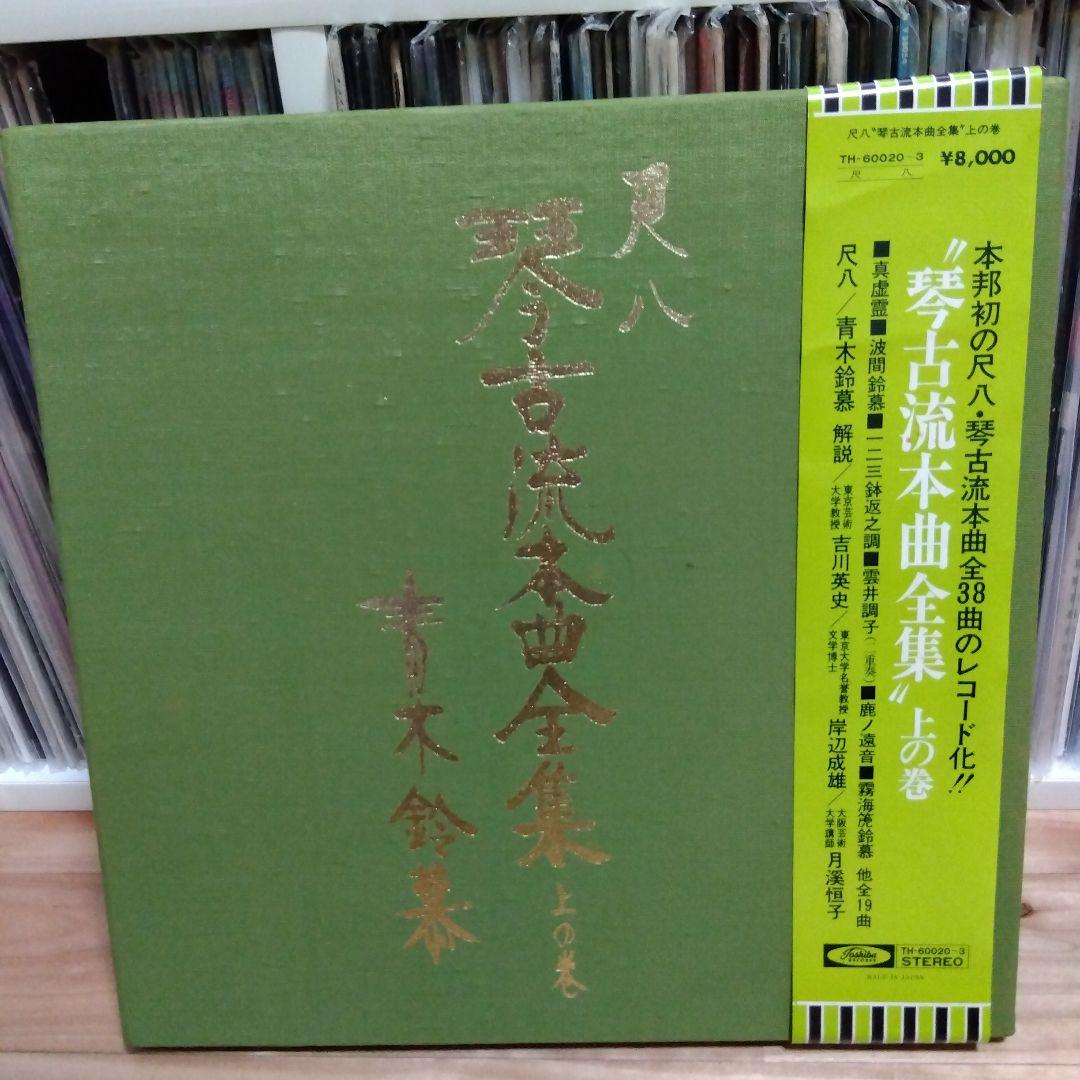 尺八
琴古流本曲全集 上の巻
青木鈴慕
尺八"琴古流本曲全集"上の巻
TH-60020-3 ¥8,000
尺 八
本邦初の尺八・琴古流本曲全38曲のレコード化!!
"琴古流本曲全集" 上の巻
■真虚霊■波間鈴慕■一二三鉢返之調■雲井調子(二重奏)■鹿ノ遠音■霧海箎鈴慕 他全19曲
尺八/青木鈴慕 解説/東京芸術大学教授 吉川英史/東京大学名誉教授 文学博士 岸辺成雄/大阪芸術大学講師 月溪恒子
Toshiba
RECORDS
TH-60020-3
STEREO
MADE IN JAPAN